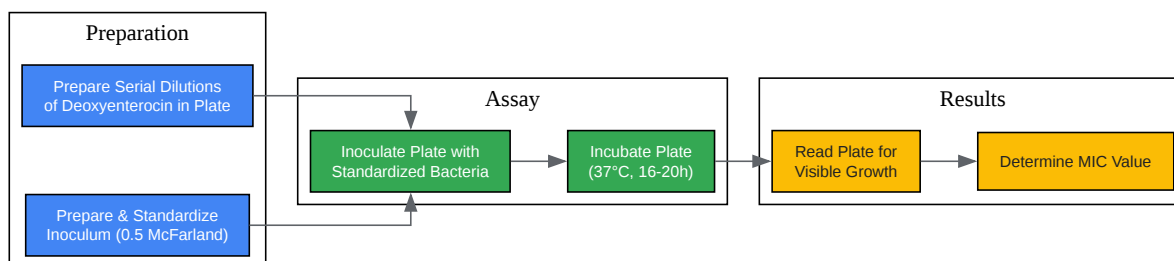 Preparation
Prepare Serial Dilutions
of Deoxyenterocin in Plate
Prepare & Standardize
Inoculum (0.5 McFarland)
Assay
Inoculate Plate with
Standardized Bacteria
Incubate Plate
(37°C, 16-20h)
Results
Read Plate for
Visible Growth
Determine MIC Value